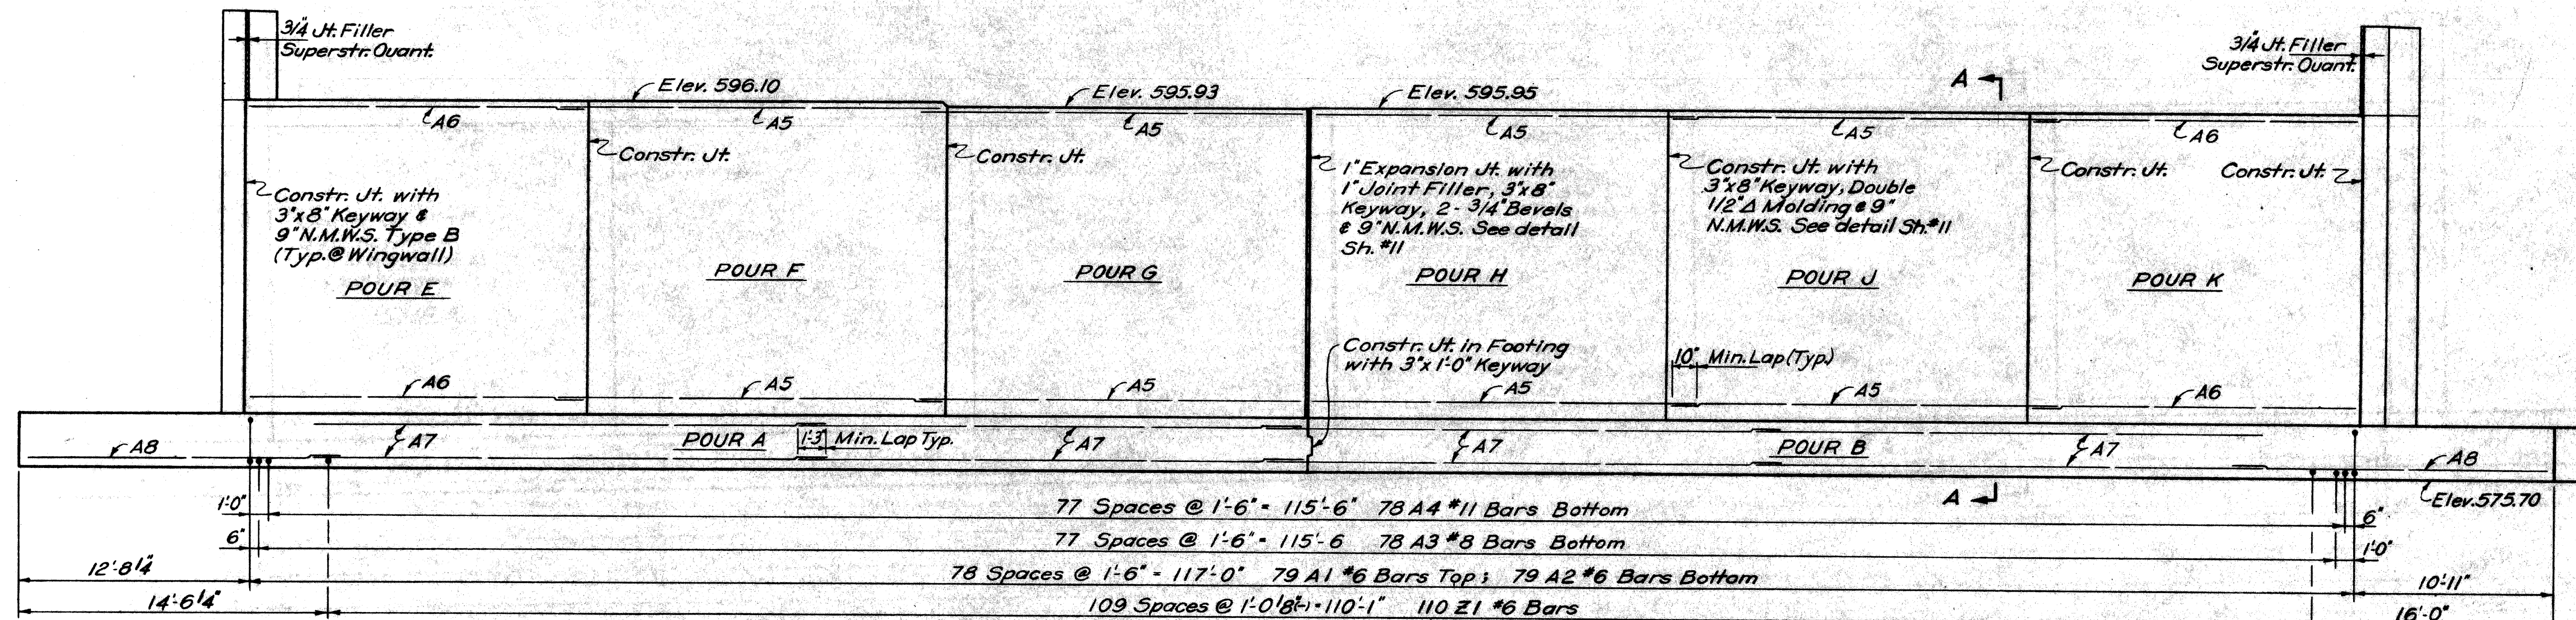 3/4" Jt. Filler
Superstr. Quant.
3/4" Jt. Filler
Superstr. Quant.
Elev. 596.10
Elev. 595.93
Elev. 595.95
A
A6
A5
A5
A5
A5
A6
Constr. Jt.
Constr. Jt.
Constr. Jt. with
3"x8" Keyway &
9" N.M.W.S. Type B
(Typ. @ Wingwall)
1" Expansion Jt. with
1" Joint Filler, 3"x8"
Keyway, 2 - 3/4" Bevels
& 9" N.M.W.S. See detail
Sh. #11
Constr. Jt. with
3"x8" Keyway, Double
1/2" Δ Molding & 9"
N.M.W.S. See detail Sh. #11
Constr. Jt.
Constr. Jt.
POUR E
POUR F
POUR G
POUR H
POUR J
POUR K
Constr. Jt. in Footing
with 3" x 1'-0" Keyway
10" Min. Lap (Typ.)
A6
A5
A5
A5
A5
A6
A8
A7
POUR A
1'-3" Min. Lap Typ.
A7
A7
POUR B
A7
A8
A
Elev. 575.70
1'-0"
77 Spaces @ 1'-6" = 115'-6" 78 A4 #11 Bars Bottom
6"
6"
77 Spaces @ 1'-6" = 115'-6 78 A3 #8 Bars Bottom
1'-0"
12'-8 1/4"
78 Spaces @ 1'-6" = 117'-0" 79 A1 #6 Bars Top; 79 A2 #6 Bars Bottom
10'-11"
14'-6 1/4"
109 Spaces @ 1'-0 1/8"(-) = 110'-1" 110 Z1 #6 Bars
16'-0"